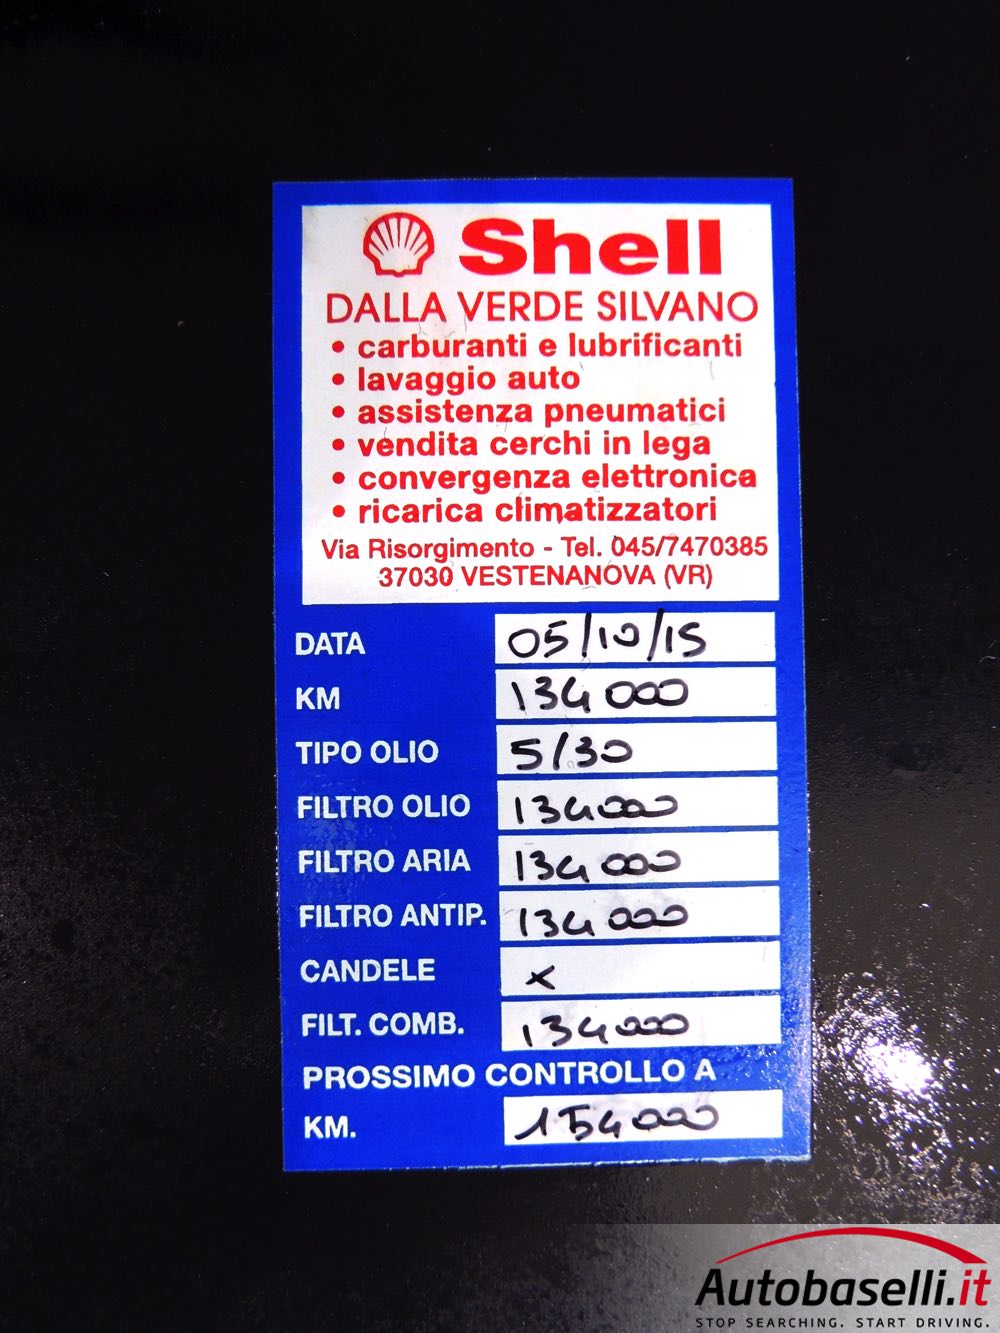 Shell
DALLA VERDE SILVANO
• carburanti e lubrificanti
• lavaggio auto
• assistenza pneumatici
• vendita cerchi in lega
• convergenza elettronica
• ricarica climatizzatori
Via Risorgimento - Tel. 045/7470385
37030 VESTENANOVA (VR)
DATA 05/10/15
KM 134000
TIPO OLIO 5/30
FILTRO OLIO 134000
FILTRO ARIA 134000
FILTRO ANTIP. 134000
CANDELE x
FILT. COMB. 134000
PROSSIMO CONTROLLO A
KM. 154000
Autobaselli.it
STOP SEARCHING. START DRIVING.